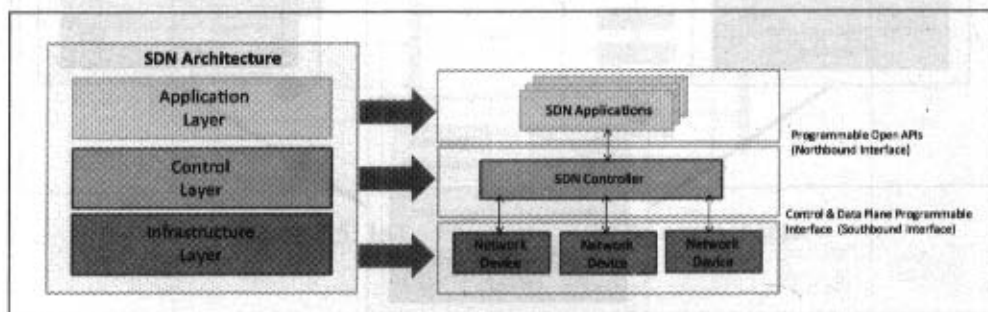 SDN Architecture
Application
Layer
Control
Layer
Infrastructure
Layer
SDN Applications
Programmable Open APIs
(Northbound Interface)
SDN Controller
Control & Data Plane Programmable
Interface (Southbound Interface)
Network
Device
Network
Device
Network
Device